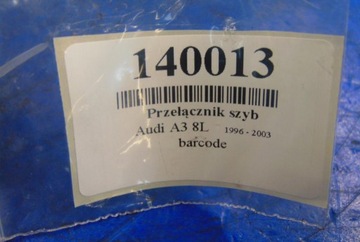 140013
Przełącznik szyb
Audi A3 8L 1996 - 2003
barcode